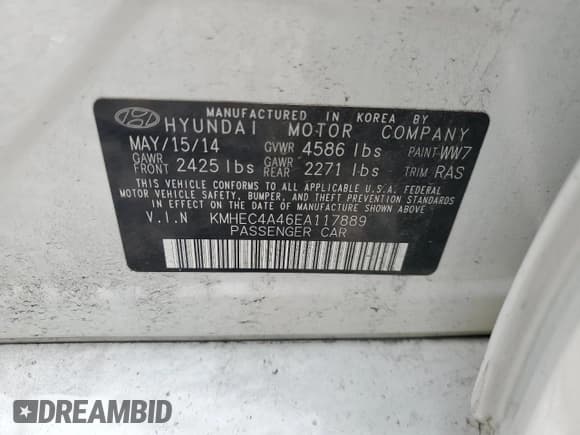 MANUFACTURED IN KOREA BY
HYUNDAI MOTOR COMPANY
MAY/15/14 GVWR 4586 lbs PAINT WW7
GAWR FRONT 2425 lbs GAWR REAR 2271 lbs TRIM RAS
THIS VEHICLE CONFORMS TO ALL APPLICABLE U.S.A. FEDERAL
MOTOR VEHICLE SAFETY, BUMPER, AND THEFT PREVENTION STANDARDS
IN EFFECT ON THE DATE OF MANUFACTURE SHOWN ABOVE.
V.I.N KMHEC4A46EA117889
PASSENGER CAR
DREAMBID